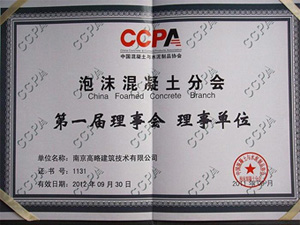 CCPA
中国混凝土与水泥制品协会
泡沫混凝土分会
China Foamed Concrete Branch
第一届理事会 理事单位
单位名称：南京高略建筑技术有限公司
证 书 号：1131
有效日期：2012年09月30日